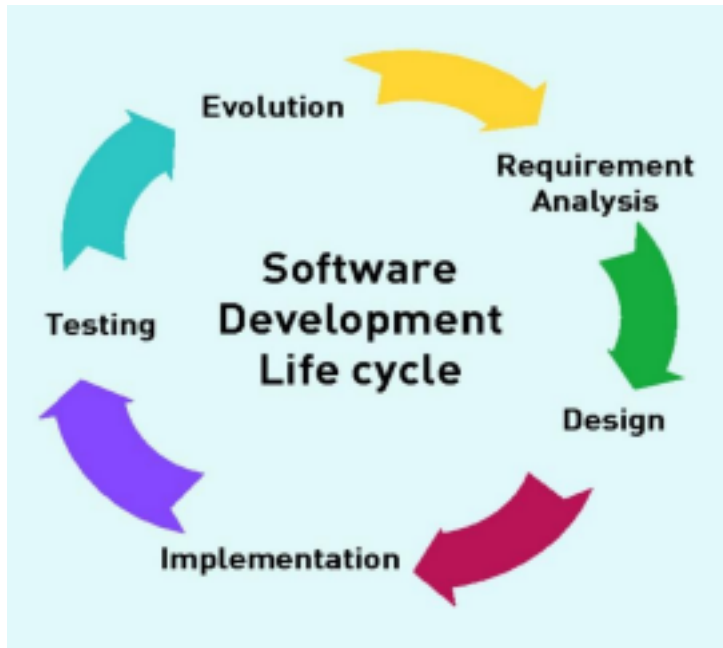 Evolution
Requirement
Analysis
Software
Development
Life cycle
Testing
Design
Implementation